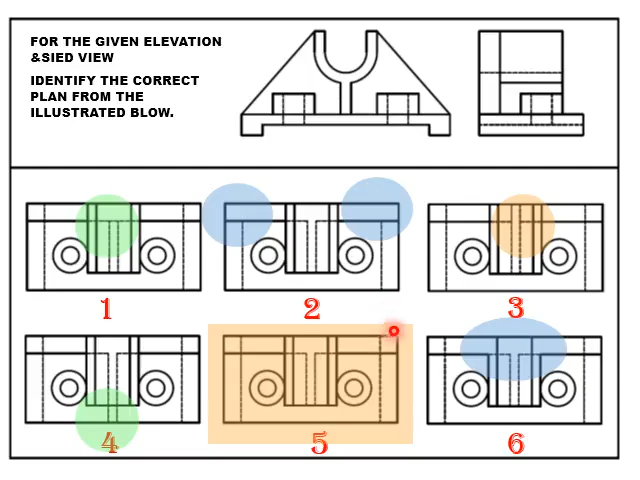 FOR THE GIVEN ELEVATION
&SIED VIEW
IDENTIFY THE CORRECT
PLAN FROM THE
ILLUSTRATED BLOW.
1
2
3
4
5
6